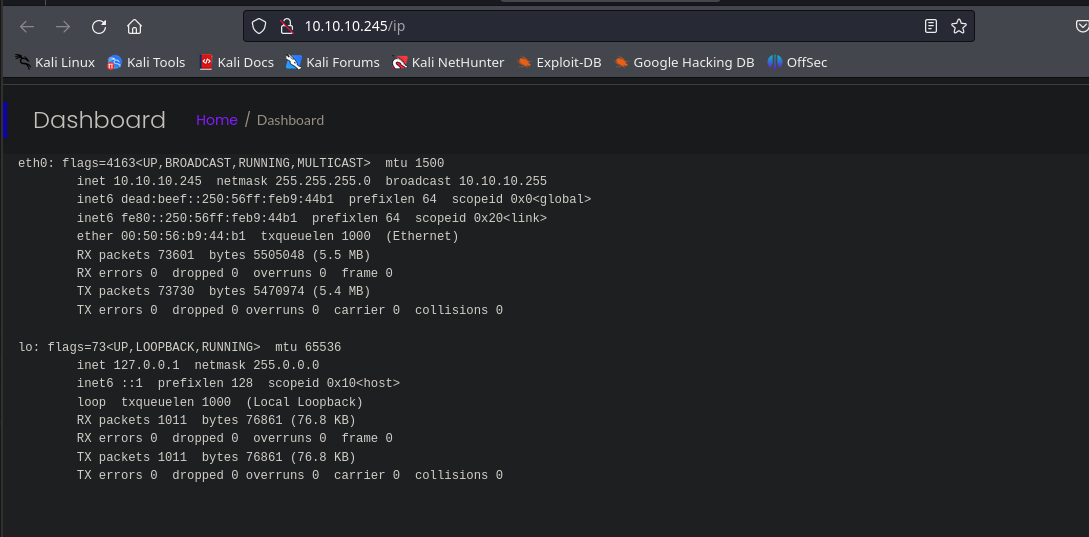 10.10.10.245/ip
Kali Linux Kali Tools Kali Docs Kali Forums Kali NetHunter Exploit-DB Google Hacking DB OffSec
Dashboard Home / Dashboard
eth0: flags=4163<UP,BROADCAST,RUNNING,MULTICAST>  mtu 1500
        inet 10.10.10.245  netmask 255.255.255.0  broadcast 10.10.10.255
        inet6 dead:beef::250:56ff:feb9:44b1  prefixlen 64  scopeid 0x0<global>
        inet6 fe80::250:56ff:feb9:44b1  prefixlen 64  scopeid 0x20<link>
        ether 00:50:56:b9:44:b1  txqueuelen 1000  (Ethernet)
        RX packets 73601  bytes 5505048 (5.5 MB)
        RX errors 0  dropped 0  overruns 0  frame 0
        TX packets 73730  bytes 5470974 (5.4 MB)
        TX errors 0  dropped 0 overruns 0  carrier 0  collisions 0

lo: flags=73<UP,LOOPBACK,RUNNING>  mtu 65536
        inet 127.0.0.1  netmask 255.0.0.0
        inet6 ::1  prefixlen 128  scopeid 0x10<host>
        loop  txqueuelen 1000  (Local Loopback)
        RX packets 1011  bytes 76861 (76.8 KB)
        RX errors 0  dropped 0  overruns 0  frame 0
        TX packets 1011  bytes 76861 (76.8 KB)
        TX errors 0  dropped 0 overruns 0  carrier 0  collisions 0